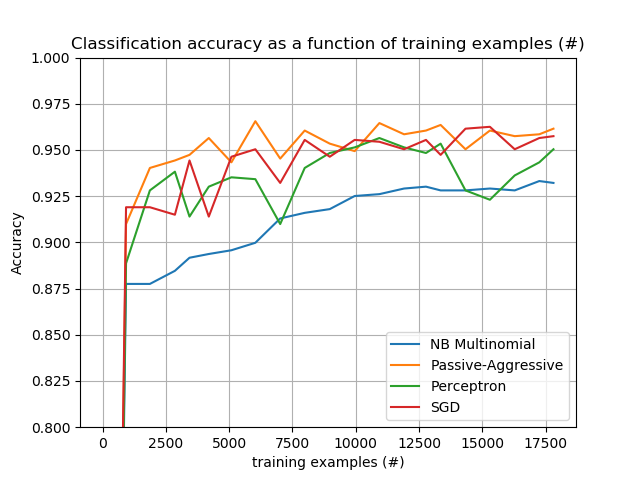 Classification accuracy as a function of training examples (#)
1.000
0.975
0.950
0.925
0.900
0.875
0.850
0.825
0.800
Accuracy
NB Multinomial
Passive-Aggressive
Perceptron
SGD
0 2500 5000 7500 10000 12500 15000 17500
training examples (#)